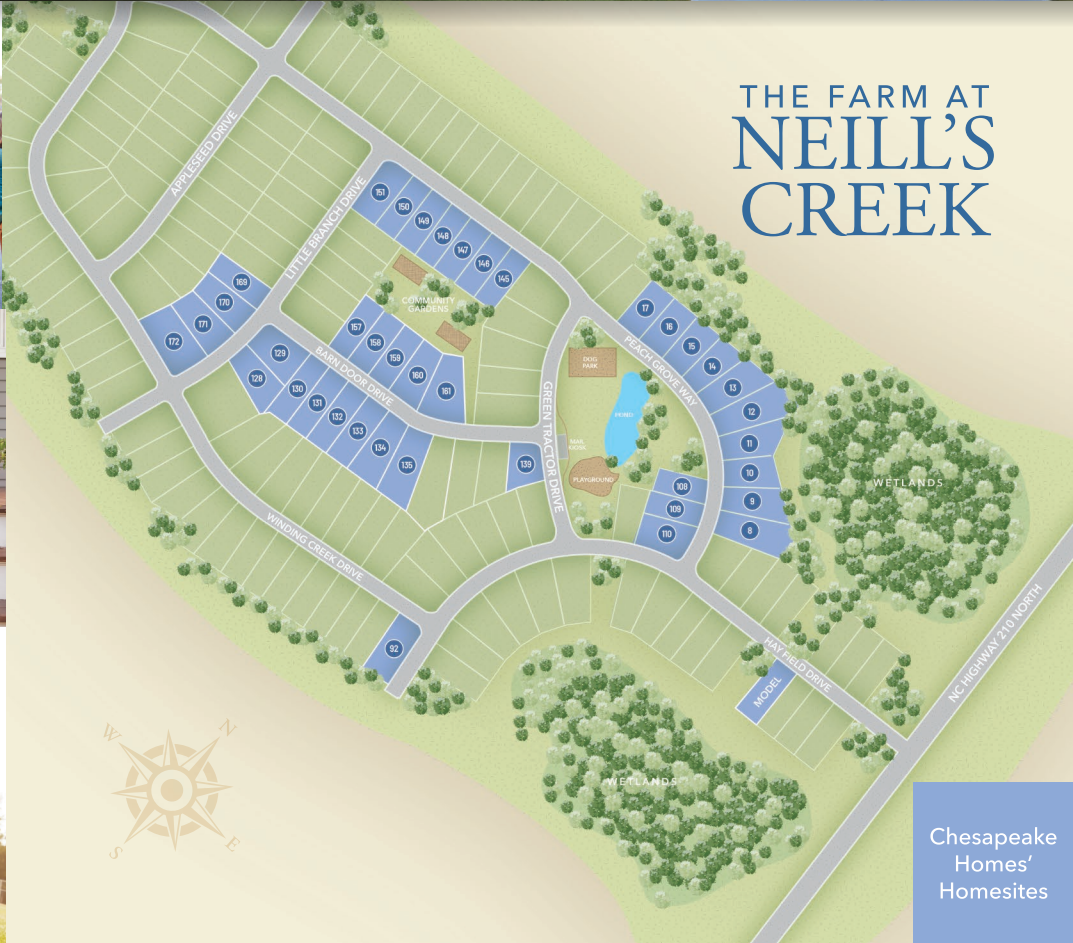 THE FARM AT
NEILL'S
CREEK
APPLESEED DRIVE
LITTLE BRANCH DRIVE
151
150
149
148
147
146
145
169
170
171
172
COMMUNITY
GARDENS
157
158
159
160
161
BARN DOOR DRIVE
129
128
130
131
132
133
134
135
139
GREEN TRACTOR DRIVE
DOG
PARK
POND
MAIL
KIOSK
PLAYGROUND
PEACH GROVE WAY
17
16
15
14
13
12
11
10
9
8
108
109
110
WETLANDS
WINDING CREEK DRIVE
92
HAY FIELD DRIVE
MODEL
NC HIGHWAY 210 NORTH
WETLANDS
W
N
S
E
Chesapeake
Homes'
Homesites